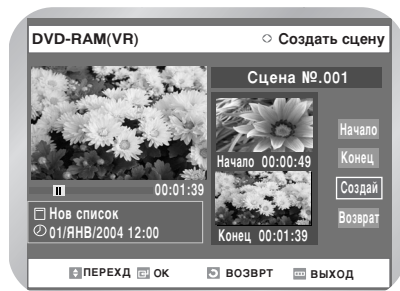 DVD-RAM(VR)
Создать сцену
Сцена №.001
Начало 00:00:49
Начало
Конец
Создай
Возврат
00:01:39
Нов список
01/ЯНВ/2004 12:00
Конец 00:01:39
ПЕРЕХД ОК ВОЗВРТ ВЫХОД